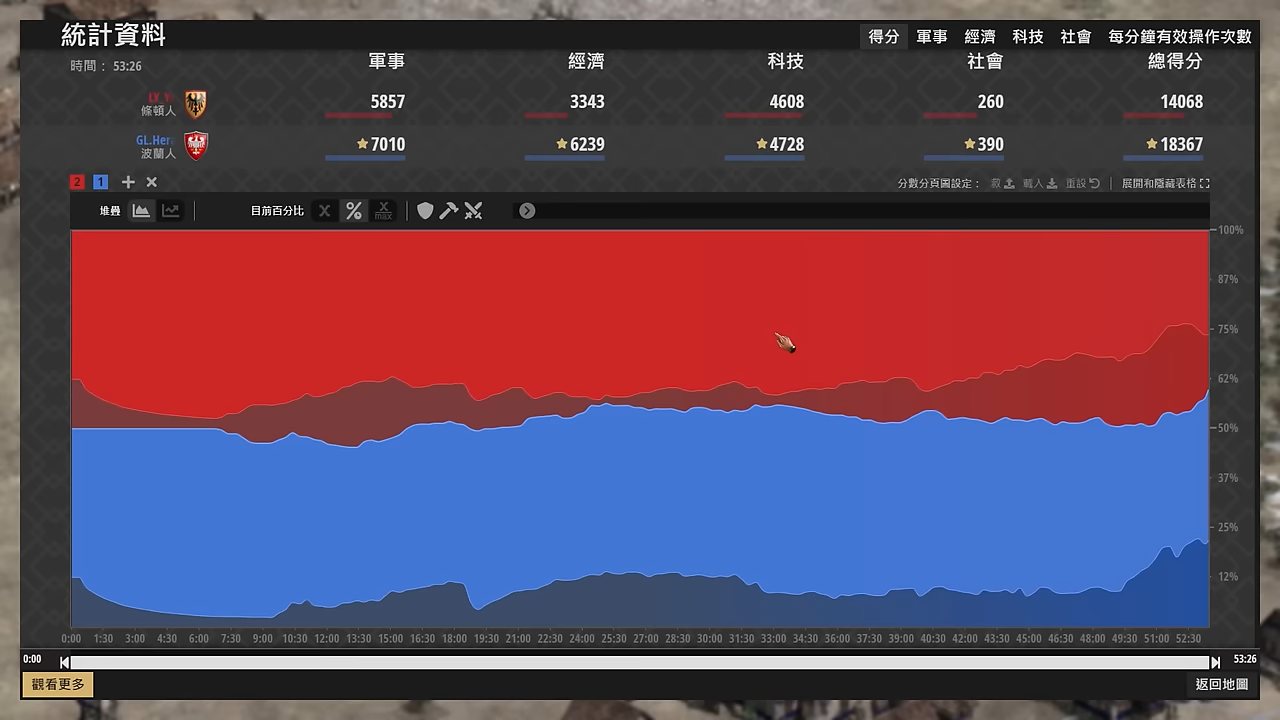 統計資料
得分 軍事 經濟 科技 社會 每分鐘有效操作次數
時間： 53:26
軍事 經濟 科技 社會 總得分
條頓人 5857 3343 4608 260 14068
GL.Her 7010 6239 4728 390 18367
波蘭人
2 1
分數分頁圖設定： 載入 重設 展開和隱藏表格
堆疊 目前百分比 X % X max
100%
87%
75%
62%
50%
37%
25%
12%
0:00 1:30 3:00 4:30 6:00 7:30 9:00 10:30 12:00 13:30 15:00 16:30 18:00 19:30 21:00 22:30 24:00 25:30 27:00 28:30 30:00 31:30 33:00 34:30 36:00 37:30 39:00 40:30 42:00 43:30 45:00 46:30 48:00 49:30 51:00 52:30
0:00 53:26
觀看更多 返回地圖